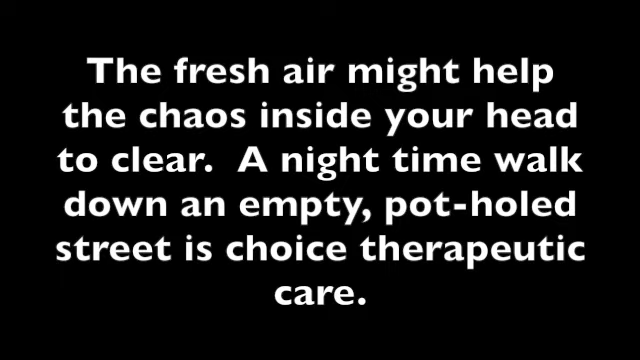 The fresh air might help
the chaos inside your head
to clear.  A night time walk
down an empty, pot-holed
street is choice therapeutic
care.